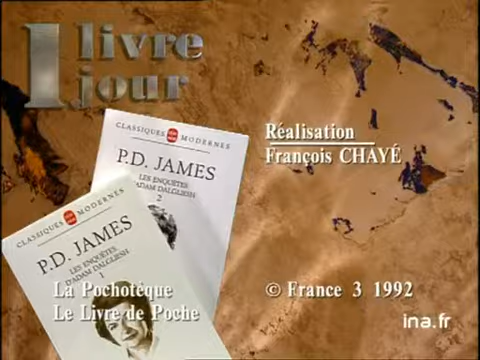 1 livre
jour
CLASSIQUES MODERNES
P.D. JAMES
LES ENQUÊTES
D'ADAM DALGLIESH
2
CLASSIQUES MODERNES
P.D. JAMES
LES ENQUÊTES
D'ADAM DALGLIESH
1
La Pochotèque
Le Livre de Poche
Réalisation
François CHAYÉ
© France 3 1992
ina.fr